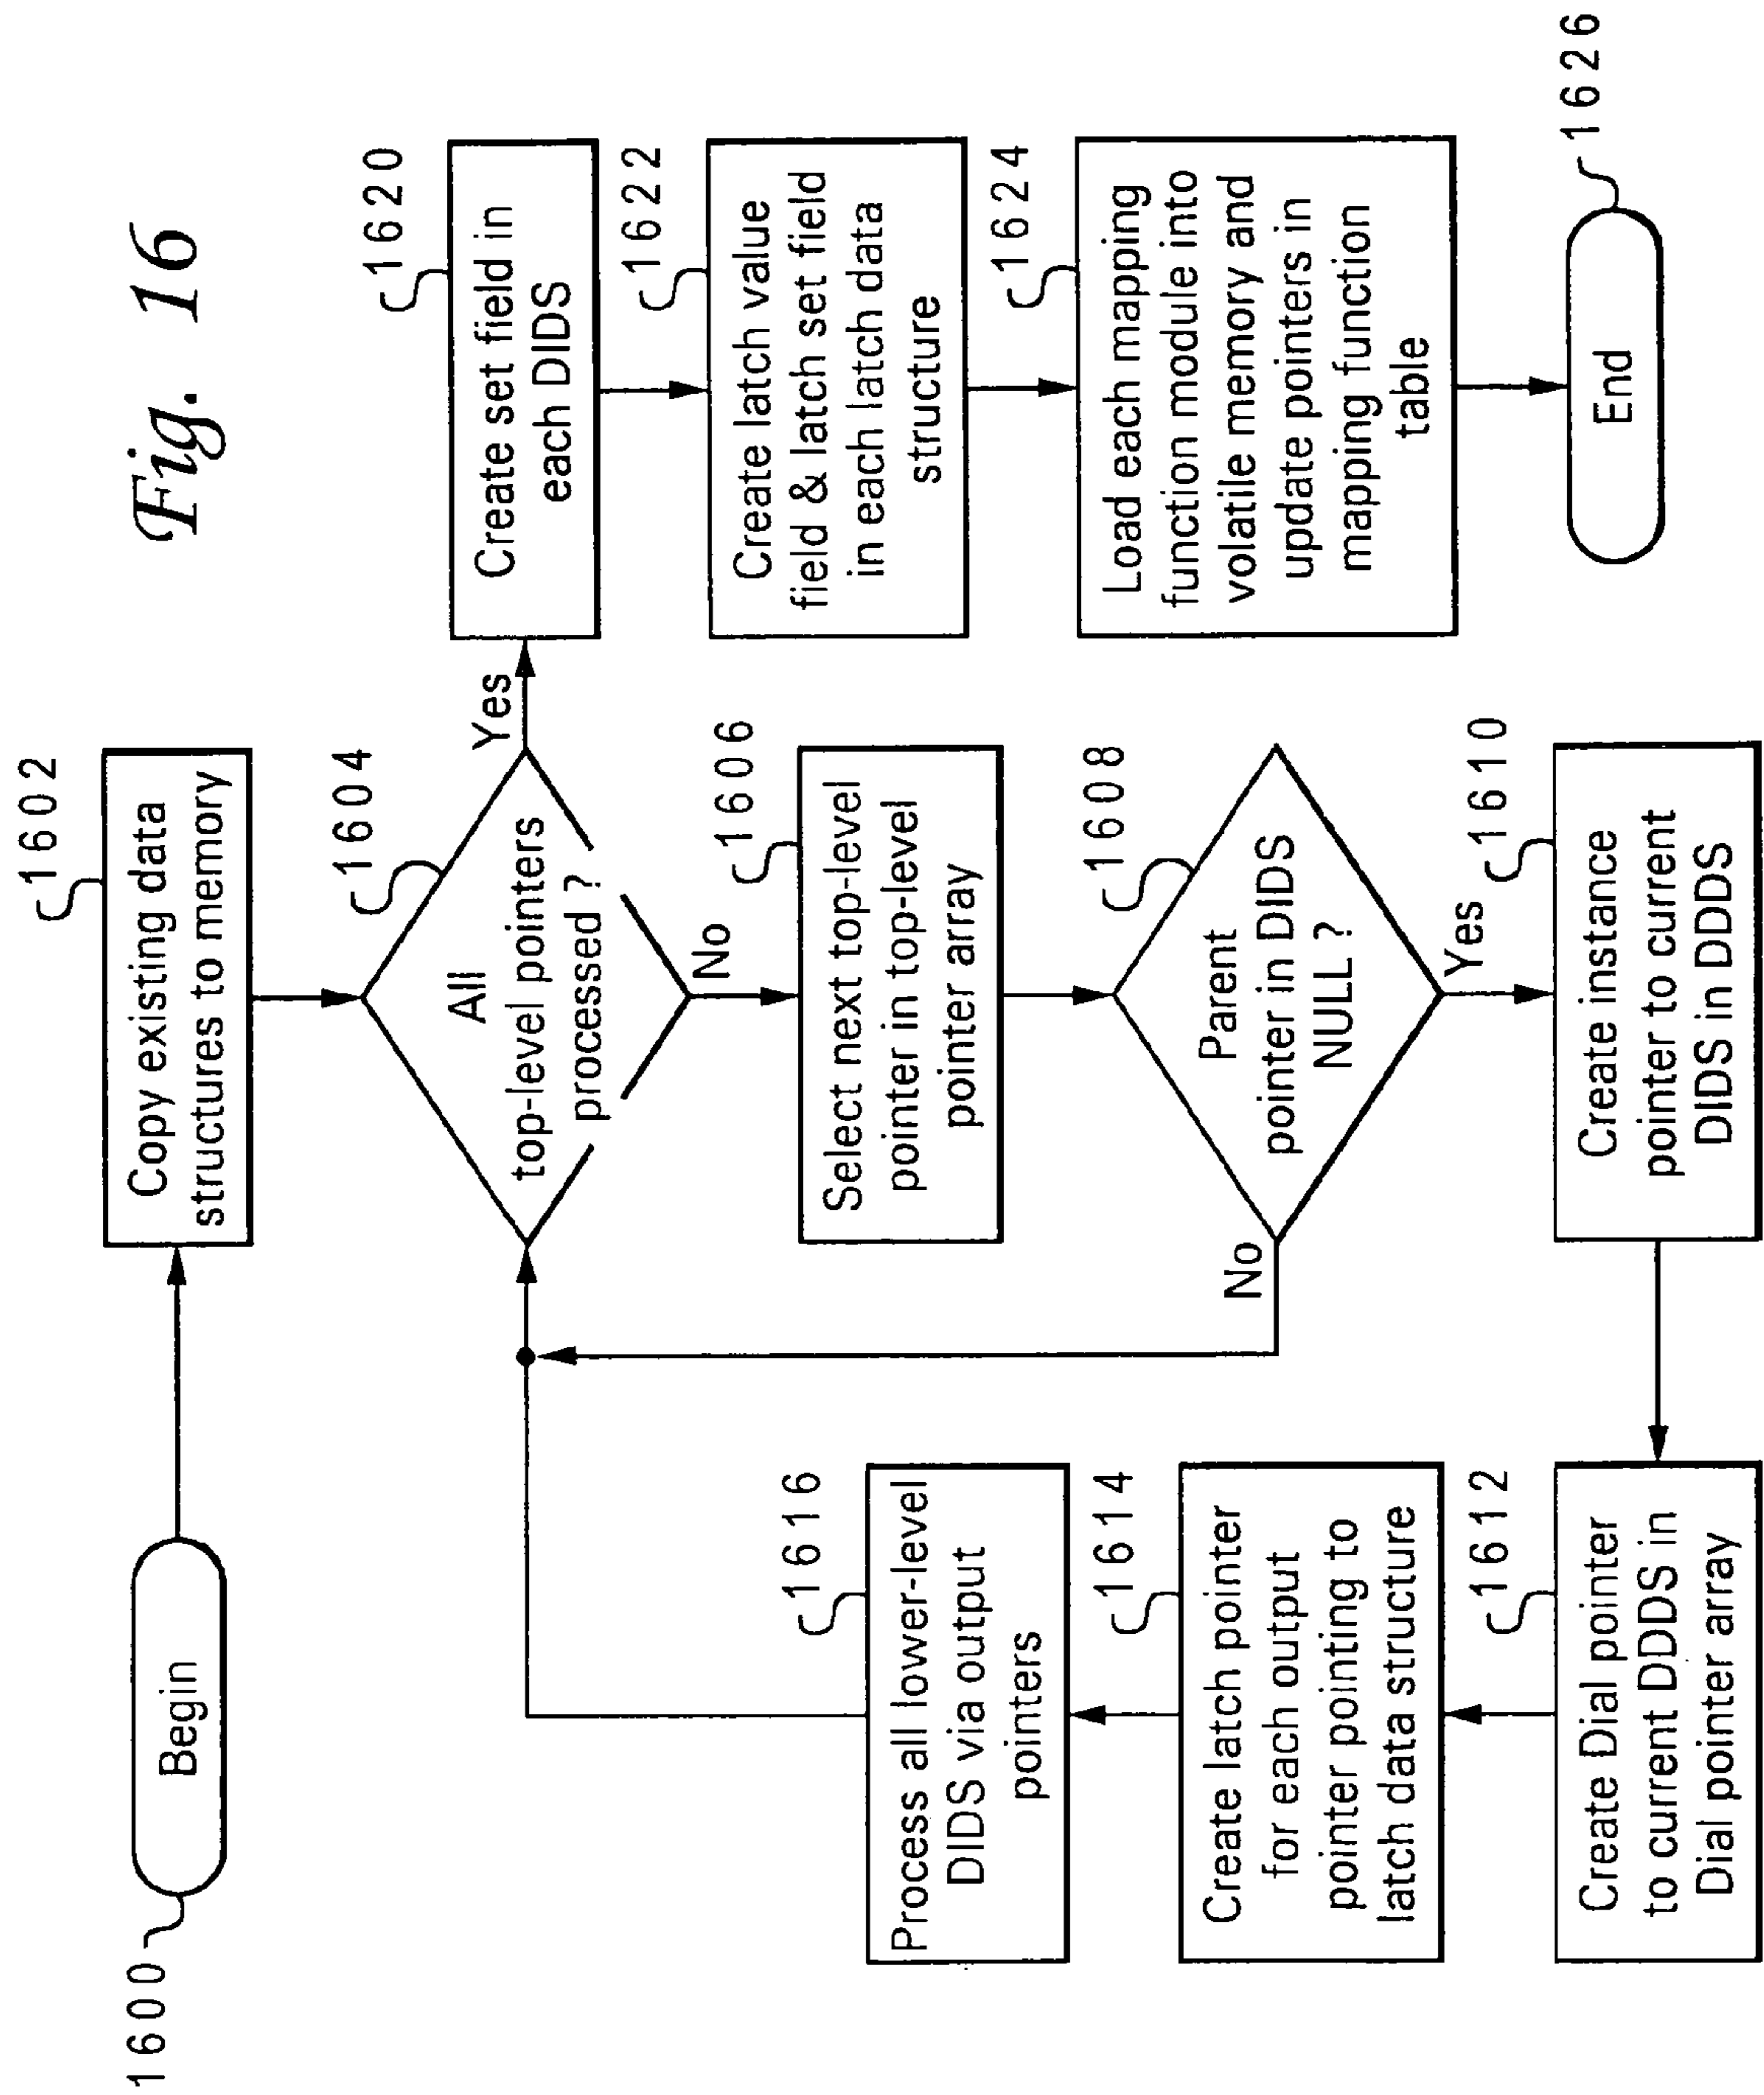 Fig. 16
1600
Begin
1602
Copy existing data
structures to memory
1604
All
top-level pointers
processed ?
Yes
No
1606
Select next top-level
pointer in top-level
pointer array
1608
Parent
pointer in DIDS
NULL ?
No
Yes
1610
Create instance
pointer to current
DIDS in DDDS
1612
Create Dial pointer
to current DDDS in
Dial pointer array
1614
Create latch pointer
for each output
pointer pointing to
latch data structure
1616
Process all lower-level
DIDS via output
pointers
1620
Create set field in
each DIDS
1622
Create latch value
field & latch set field
in each latch data
structure
1624
Load each mapping
function module into
volatile memory and
update pointers in
mapping function
table
End
1626